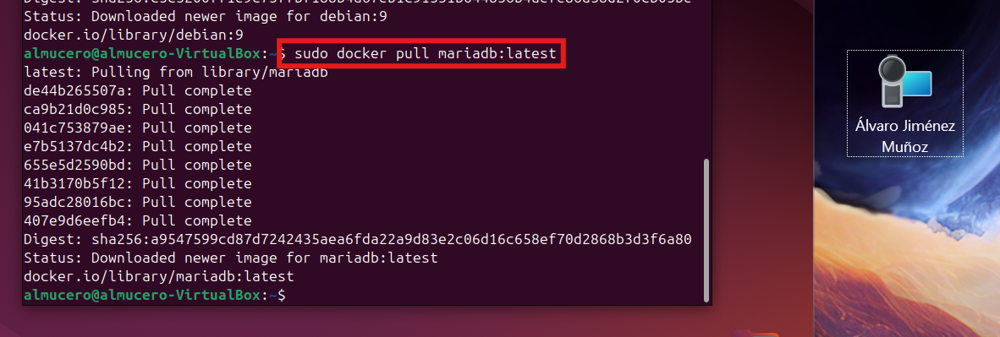 Status: Downloaded newer image for debian:9
docker.io/library/debian:9
almucero@almucero-VirtualBox:~$ sudo docker pull mariadb:latest
latest: Pulling from library/mariadb
de44b265507a: Pull complete
ca9b21d0c985: Pull complete
041c753879ae: Pull complete
e7b5137dc4b2: Pull complete
655e5d2590bd: Pull complete
41b3170b5f12: Pull complete
95adc28016bc: Pull complete
407e9d6eefb4: Pull complete
Digest: sha256:a9547599cd87d7242435aea6fda22a9d83e2c06d16c658ef70d2868b3d3f6a80
Status: Downloaded newer image for mariadb:latest
docker.io/library/mariadb:latest
almucero@almucero-VirtualBox:~$
Álvaro Jiménez
Muñoz